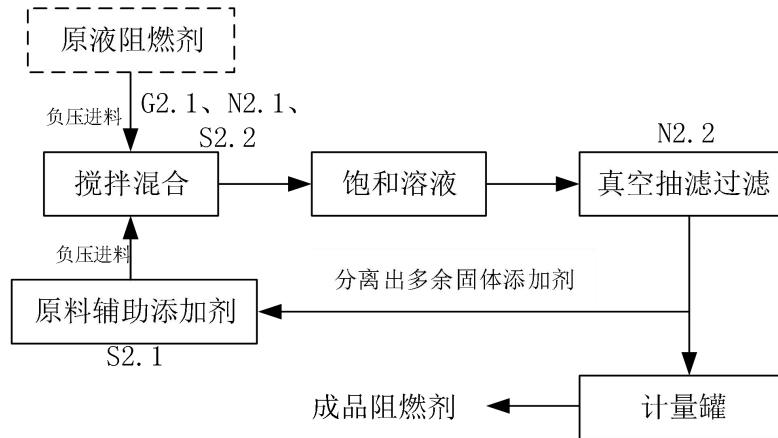 原液阻燃剂
负压进料
G2.1、N2.1、
S2.2
N2.2
搅拌混合
饱和溶液
真空抽滤过滤
负压进料
分离出多余固体添加剂
原料辅助添加剂
S2.1
成品阻燃剂
计量罐